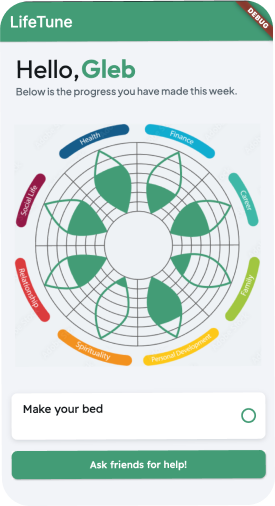 LifeTune
DEBUG
Hello, Gleb
Below is the progress you have made this week.
Health
Finance
Social Life
Career
Relationship
Family
Spirituality
Personal Development
Make your bed
Ask friends for help!